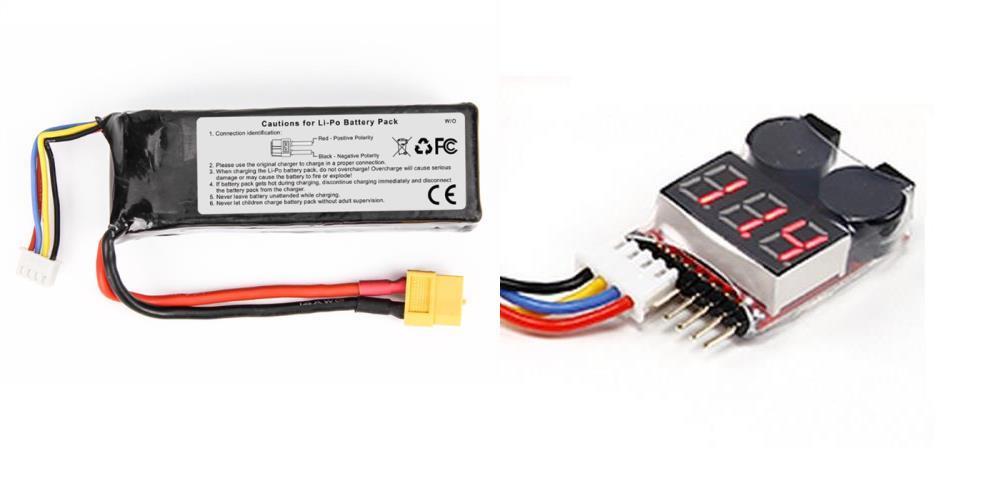 Cautions for Li-Po Battery Pack
W/O
1. Connection identification:
Red - Positive Polarity
Black - Negative Polarity
2. Please use the original charger to charge in a proper connection.
3. When charging the Li-Po battery pack, do not overcharge! Overcharge will cause serious
damage or may cause the battery to fire or explode!
4. If battery pack gets hot during charging, discontinue charging immediately and disconnect
the battery pack from the charger.
5. Never leave battery unattended while charging.
6. Never let children charge battery pack without adult supervision.
FC
CE